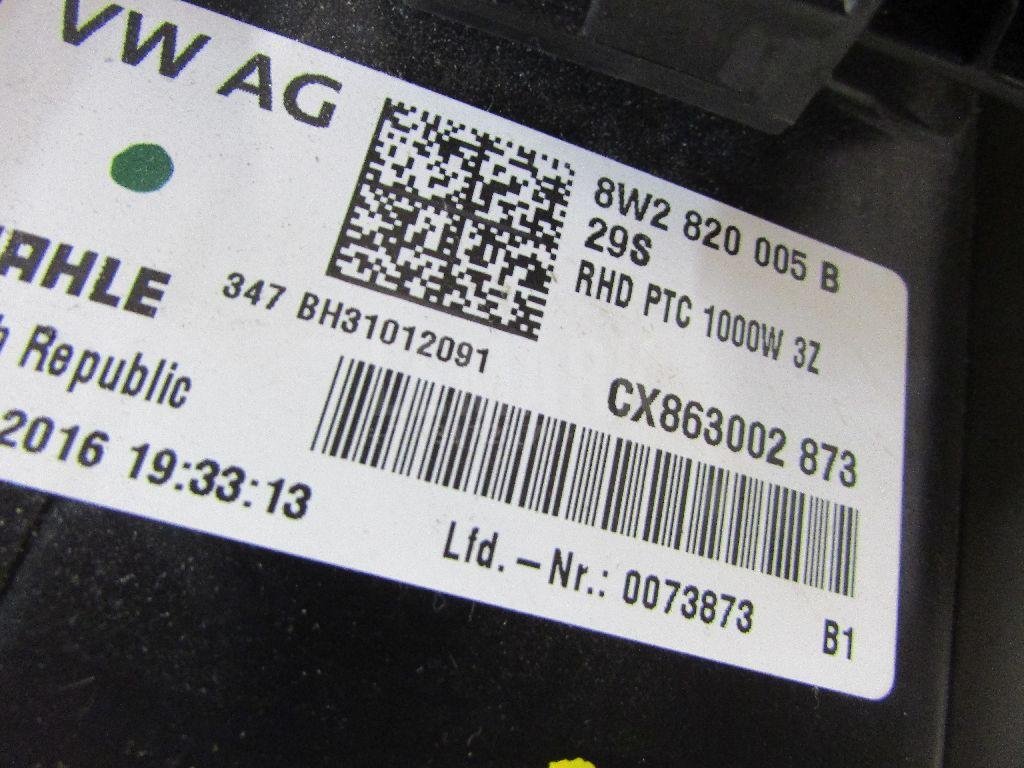 VW AG
8W2 820 005 B
29S
RHD PTC 1000W 3Z
MAHLE
347 BH31012091
CX863002 873
Republic
2016 19:33:13
Lfd.-Nr.: 0073873
B1